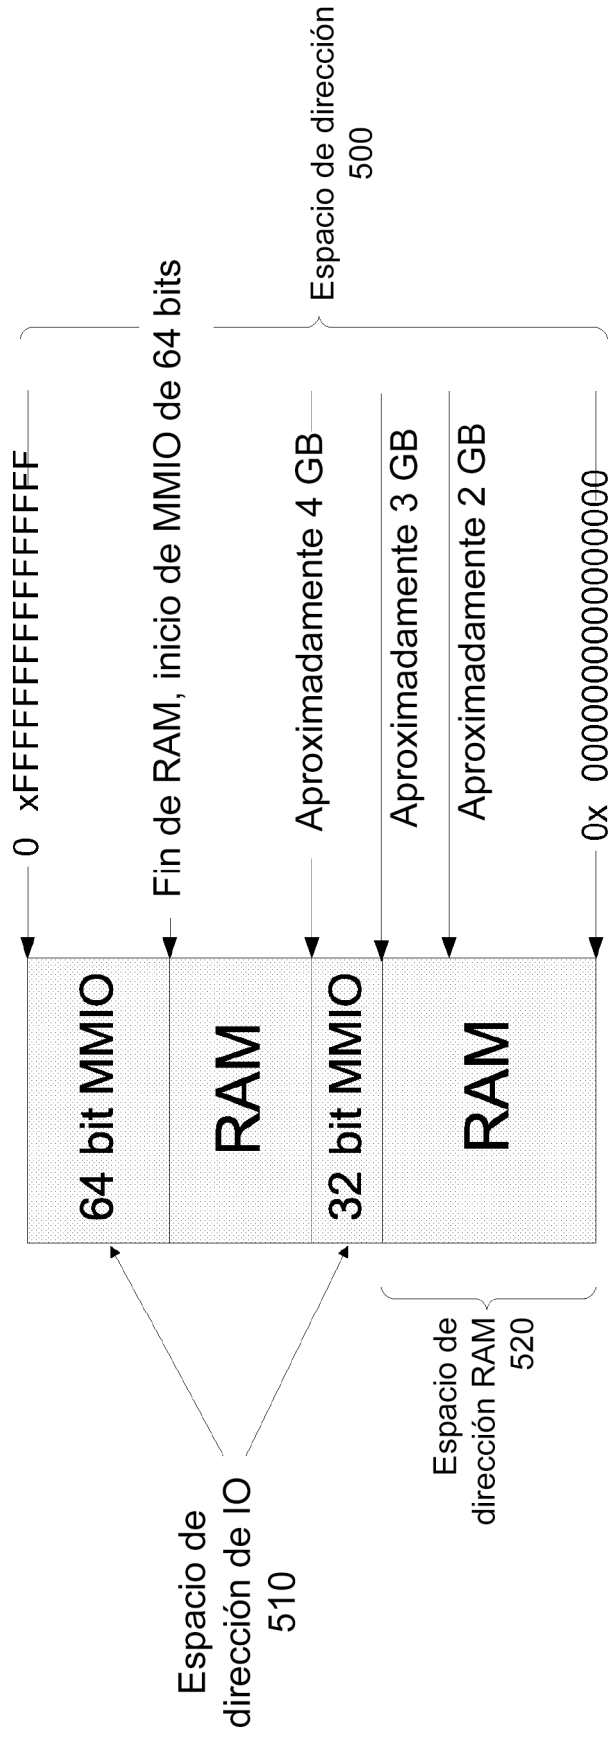 0 xFFFFFFFFFFFFFFFF
64 bit MMIO
Fin de RAM, inicio de MMIO de 64 bits
RAM
Aproximadamente 4 GB
32 bit MMIO
Aproximadamente 3 GB
Aproximadamente 2 GB
RAM
0x 0000000000000000
Espacio de
dirección de IO
510
Espacio de
dirección RAM
520
Espacio de dirección
500